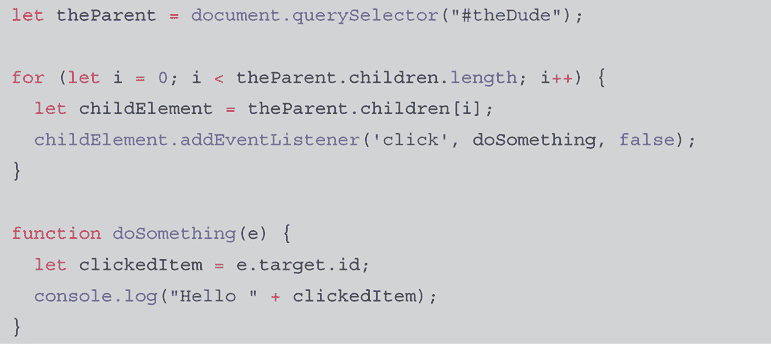 let theParent = document.querySelector("#theDude");
for (let i = 0; i < theParent.children.length; i++) {
let childElement = theParent.children[i];
childElement.addEventListener('click', doSomething, false);
}
function doSomething(e) {
let clickedItem = e.target.id;
console.log("Hello " + clickedItem);
}